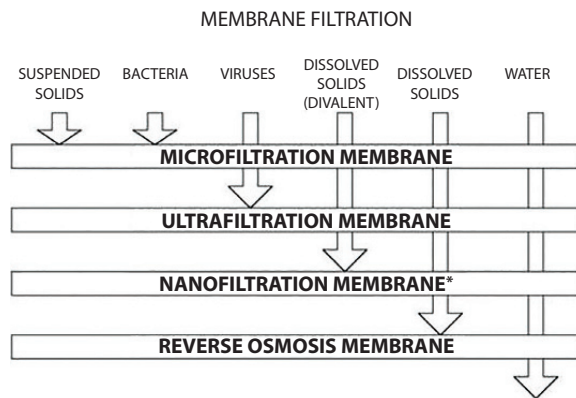 MEMBRANE FILTRATION
SUSPENDED
SOLIDS
BACTERIA
VIRUSES
DISSOLVED
SOLIDS
(DIVALENT)
DISSOLVED
SOLIDS
WATER
MICROFILTRATION MEMBRANE
ULTRAFILTRATION MEMBRANE
NANOFILTRATION MEMBRANE*
REVERSE OSMOSIS MEMBRANE